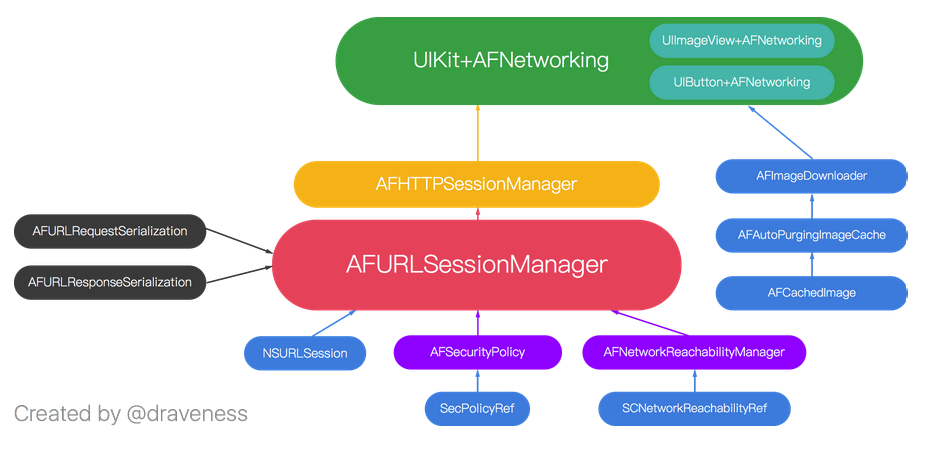 UIKit+AFNetworking
UIImageView+AFNetworking
UIButton+AFNetworking
AFHTTPSessionManager
AFImageDownloader
AFURLRequestSerialization
AFURLSessionManager
AFAutoPurgingImageCache
AFURLResponseSerialization
AFCachedImage
NSURLSession
AFSecurityPolicy
AFNetworkReachabilityManager
SecPolicyRef
SCNetworkReachabilityRef
Created by @draveness